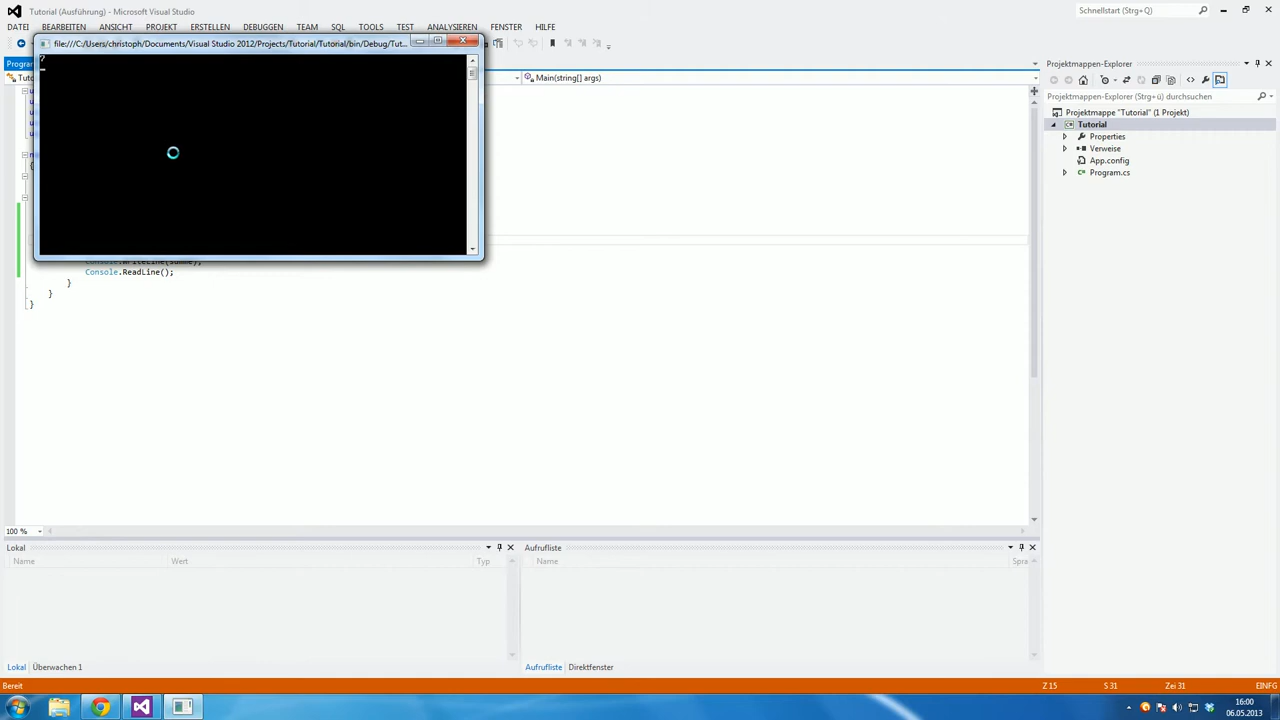 Tutorial (Ausführung) - Microsoft Visual Studio
Schnellstart (Strg+Q)
DATEI BEARBEITEN ANSICHT PROJEKT ERSTELLEN DEBUGGEN TEAM SQL TOOLS TEST ANALYSIEREN FENSTER HILFE
file:///C:/Users/christoph/Documents/Visual Studio 2012/Projects/Tutorial/Tutorial/bin/Debug/Tut...
Main(string[] args)
Console.ReadLine();
}
}
}
Projektmappen-Explorer
Projektmappen-Explorer (Strg+ü) durchsuchen
Projektmappe "Tutorial" (1 Projekt)
Tutorial
Properties
Verweise
App.config
Program.cs
100 %
Lokal
Name Wert Typ
Lokal Überwachen 1
Aufrufliste
Name Spra
Aufrufliste Direktfenster
Bereit Z 15 S 31 Zei 31 EINFG
16:00
06.05.2013